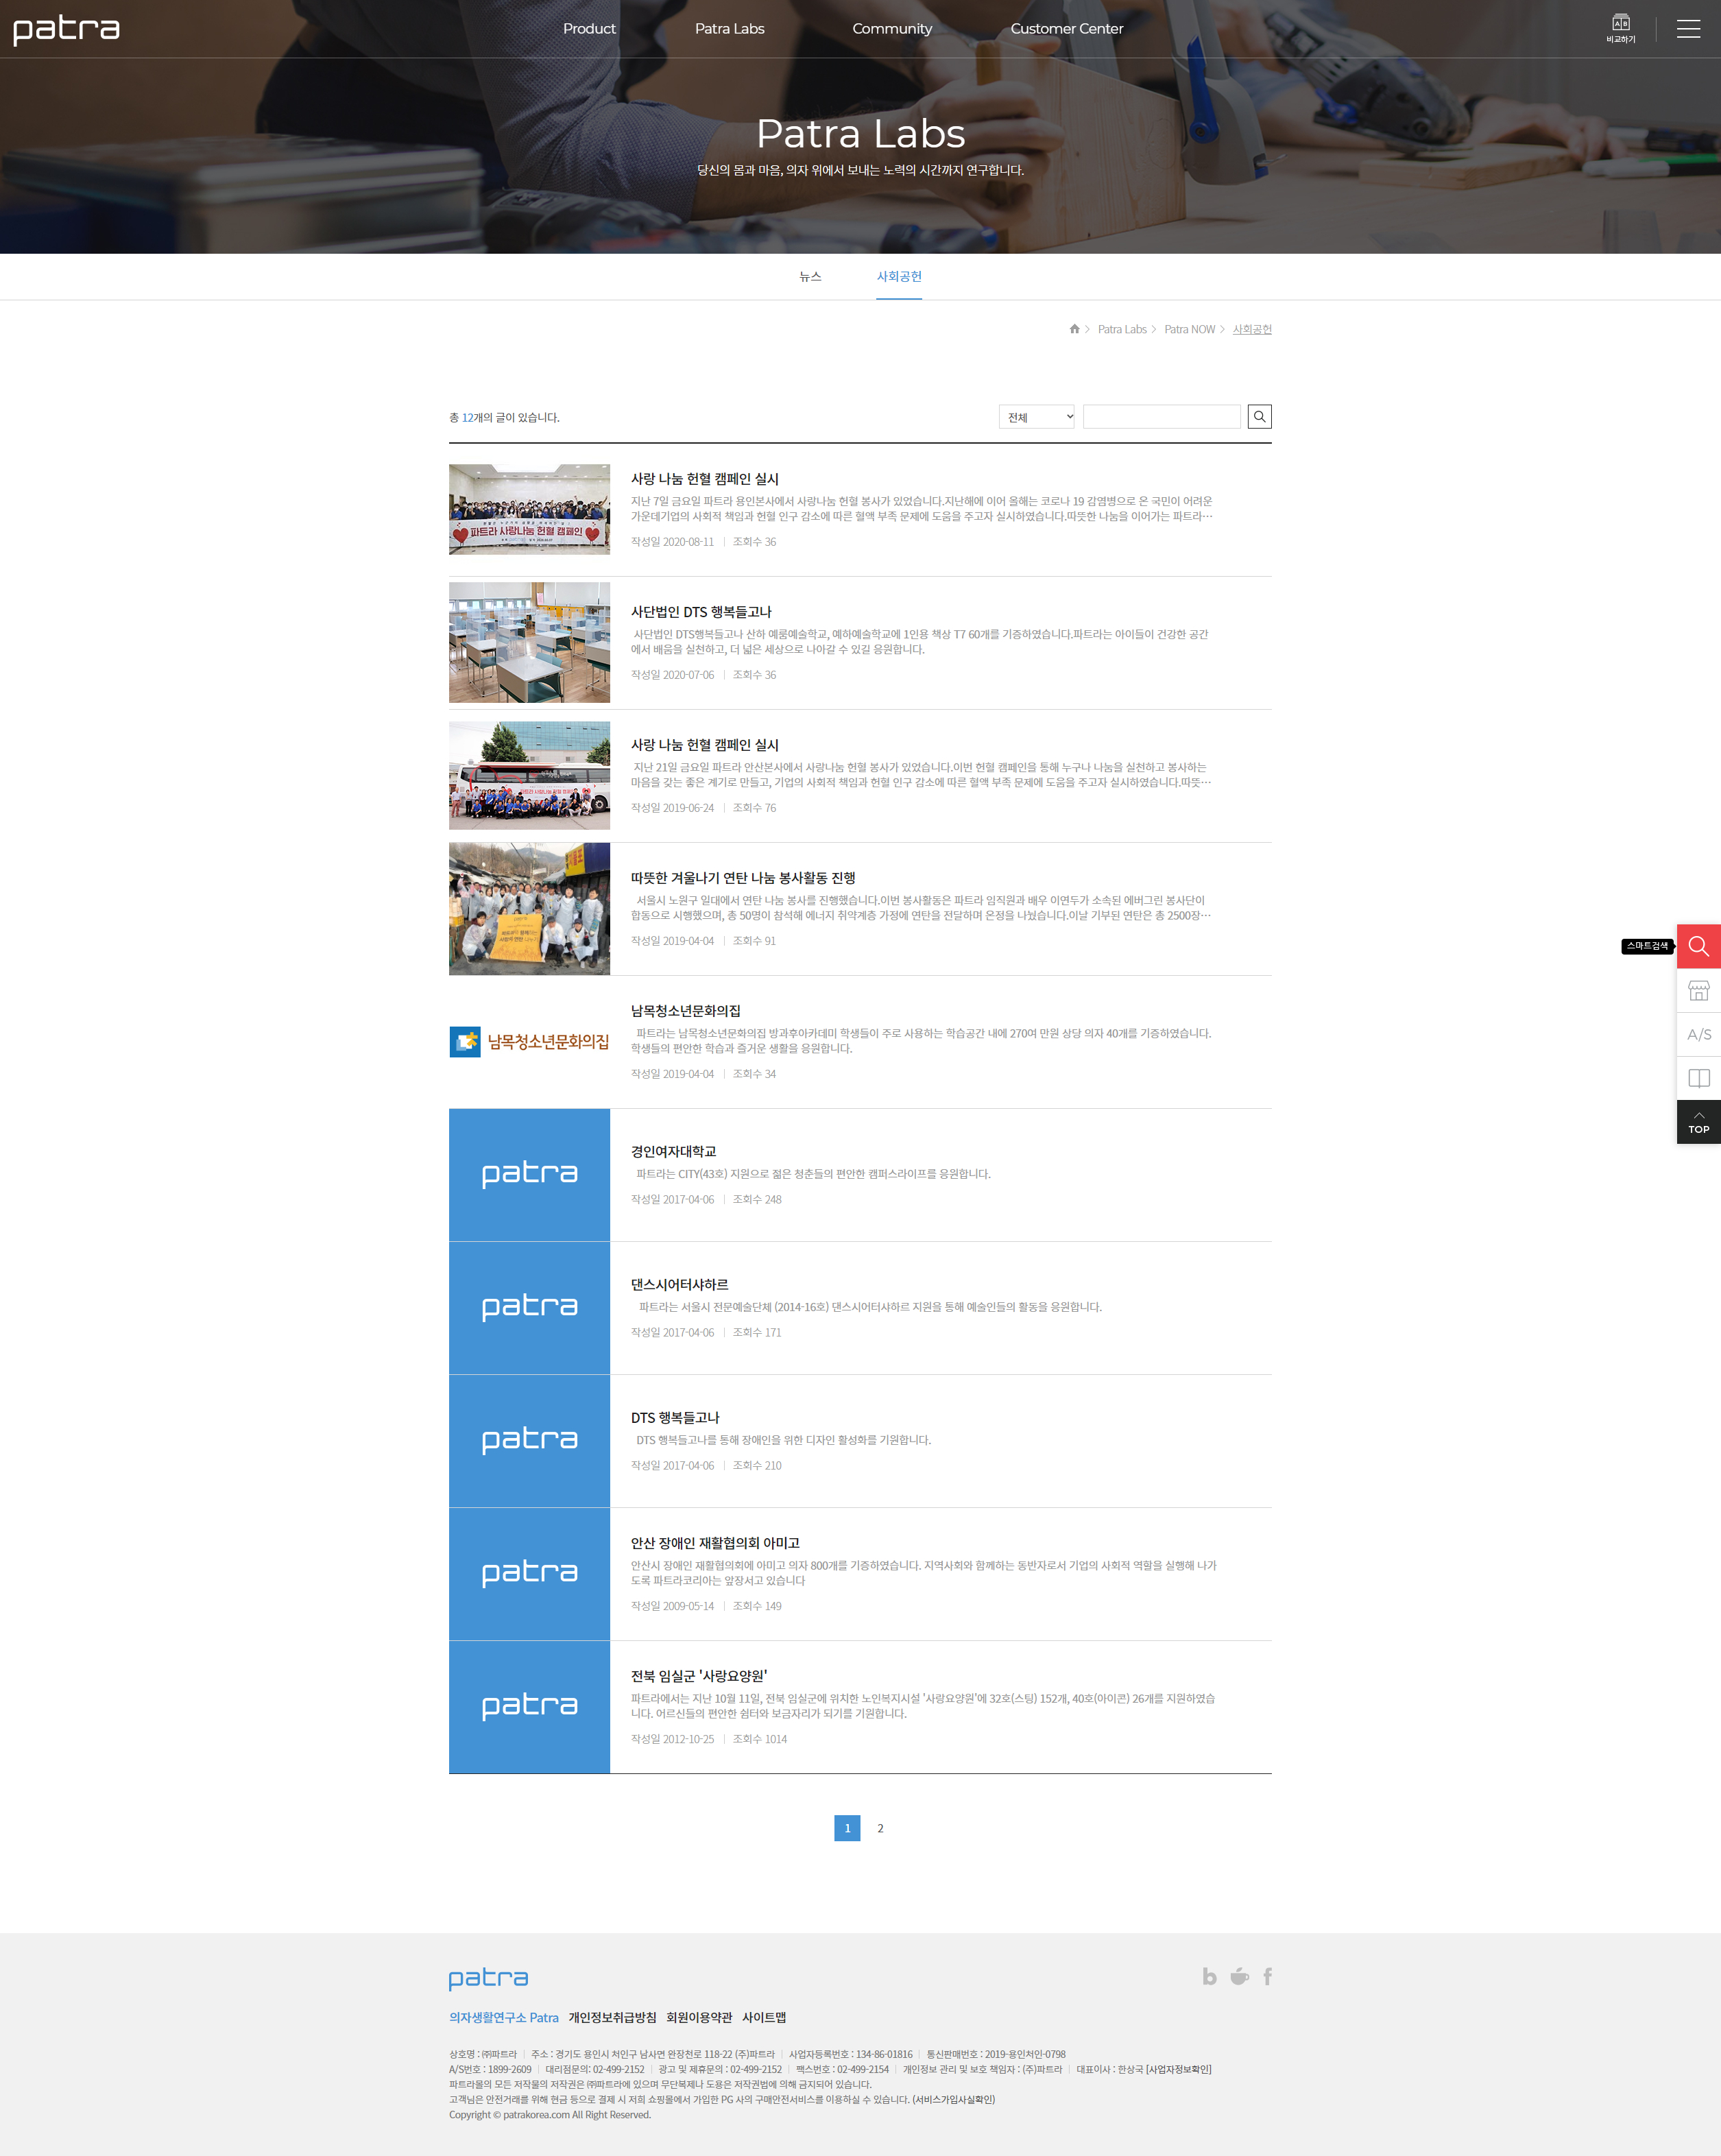 patra
Product
Patra Labs
Community
Customer Center
A B
비교하기
Patra Labs
당신의 몸과 마음, 의자 위에서 보내는 노력의 시간까지 연구합니다.
뉴스
사회공헌
Patra Labs
Patra NOW
사회공헌
총 12개의 글이 있습니다.
전체
파트라 사랑나눔 헌혈 캠페인
사랑 나눔 헌혈 캠페인 실시
지난 7일 금요일 파트라 용인본사에서 사랑나눔 헌혈 봉사가 있었습니다.지난해에 이어 올해는 코로나 19 감염병으로 온 국민이 어려운
가운데기업의 사회적 책임과 헌혈 인구 감소에 따른 혈액 부족 문제에 도움을 주고자 실시하였습니다.따뜻한 나눔을 이어가는 파트라…
작성일 2020-08-11
조회수 36
사단법인 DTS 행복들고나
사단법인 DTS행복들고나 산하 예룸예술학교, 예하예술학교에 1인용 책상 T7 60개를 기증하였습니다.파트라는 아이들이 건강한 공간
에서 배움을 실천하고, 더 넓은 세상으로 나아갈 수 있길 응원합니다.
작성일 2020-07-06
조회수 36
사랑 나눔 헌혈 캠페인 실시
지난 21일 금요일 파트라 안산본사에서 사랑나눔 헌혈 봉사가 있었습니다.이번 헌혈 캠페인을 통해 누구나 나눔을 실천하고 봉사하는
마음을 갖는 좋은 계기로 만들고, 기업의 사회적 책임과 헌혈 인구 감소에 따른 혈액 부족 문제에 도움을 주고자 실시하였습니다.따뜻…
작성일 2019-06-24
조회수 76
따뜻한 겨울나기 연탄 나눔 봉사활동 진행
서울시 노원구 일대에서 연탄 나눔 봉사를 진행했습니다.이번 봉사활동은 파트라 임직원과 배우 이연두가 소속된 에버그린 봉사단이
합동으로 시행했으며, 총 50명이 참석해 에너지 취약계층 가정에 연탄을 전달하며 온정을 나눴습니다.이날 기부된 연탄은 총 2500장…
작성일 2019-04-04
조회수 91
남목청소년문화의집
남목청소년문화의집
파트라는 남목청소년문화의집 방과후아카데미 학생들이 주로 사용하는 학습공간 내에 270여 만원 상당 의자 40개를 기증하였습니다.
학생들의 편안한 학습과 즐거운 생활을 응원합니다.
작성일 2019-04-04
조회수 34
patra
경인여자대학교
파트라는 CITY(43호) 지원으로 젊은 청춘들의 편안한 캠퍼스라이프를 응원합니다.
작성일 2017-04-06
조회수 248
patra
댄스시어터샤하르
파트라는 서울시 전문예술단체 (2014-16호) 댄스시어터샤하르 지원을 통해 예술인들의 활동을 응원합니다.
작성일 2017-04-06
조회수 171
patra
DTS 행복들고나
DTS 행복들고나를 통해 장애인을 위한 디자인 활성화를 기원합니다.
작성일 2017-04-06
조회수 210
patra
안산 장애인 재활협의회 아미고
안산시 장애인 재활협의회에 아미고 의자 800개를 기증하였습니다. 지역사회와 함께하는 동반자로서 기업의 사회적 역할을 실행해 나가
도록 파트라코리아는 앞장서고 있습니다
작성일 2009-05-14
조회수 149
patra
전북 임실군 '사랑요양원'
파트라에서는 지난 10월 11일, 전북 임실군에 위치한 노인복지시설 '사랑요양원'에 32호(스팅) 152개, 40호(아이콘) 26개를 지원하였습
니다. 어르신들의 편안한 쉼터와 보금자리가 되기를 기원합니다.
작성일 2012-10-25
조회수 1014
스마트검색
A/S
TOP
1
2
patra
b
f
의자생활연구소 Patra
개인정보취급방침
회원이용약관
사이트맵
상호명 : ㈜파트라
주소 : 경기도 용인시 처인구 남사면 완장천로 118-22 (주)파트라
사업자등록번호 : 134-86-01816
통신판매번호 : 2019-용인처인-0798
A/S번호 : 1899-2609
대리점문의: 02-499-2152
광고 및 제휴문의 : 02-499-2152
팩스번호 : 02-499-2154
개인정보 관리 및 보호 책임자 : (주)파트라
대표이사 : 한상국 [사업자정보확인]
파트라몰의 모든 저작물의 저작권은 ㈜파트라에 있으며 무단복제나 도용은 저작권법에 의해 금지되어 있습니다.
고객님은 안전거래를 위해 현금 등으로 결제 시 저희 쇼핑몰에서 가입한 PG 사의 구매안전서비스를 이용하실 수 있습니다. (서비스가입사실확인)
Copyright © patrakorea.com All Right Reserved.